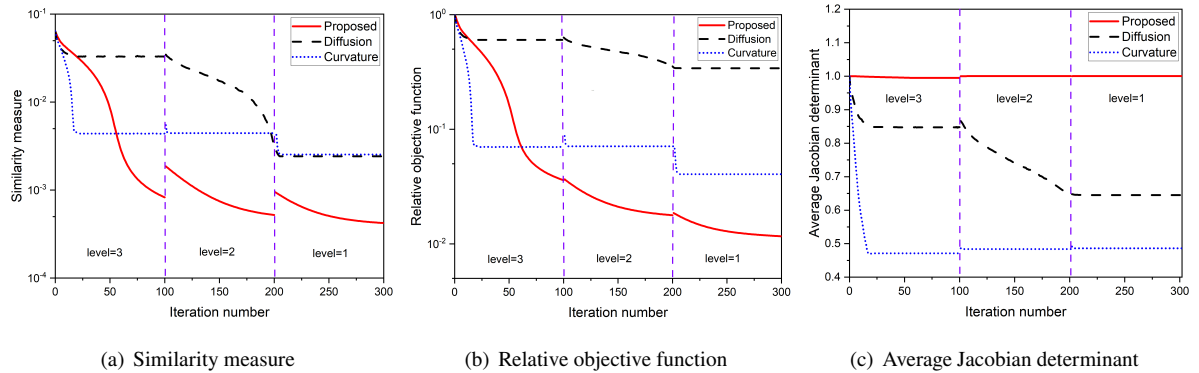 Proposed
Diffusion
Curvature
10⁻¹
10⁻²
10⁻³
10⁻⁴
Similarity measure
level=3
level=2
level=1
0 50 100 150 200 250 300
Iteration number
(a) Similarity measure
Proposed
Diffusion
Curvature
10⁰
10⁻¹
10⁻²
Relative objective function
level=3
level=2
level=1
0 50 100 150 200 250 300
Iteration number
(b) Relative objective function
Proposed
Diffusion
Curvature
1.2
1.1
1.0
0.9
0.8
0.7
0.6
0.5
0.4
Average Jacobian determinant
level=3
level=2
level=1
0 50 100 150 200 250 300
Iteration number
(c) Average Jacobian determinant